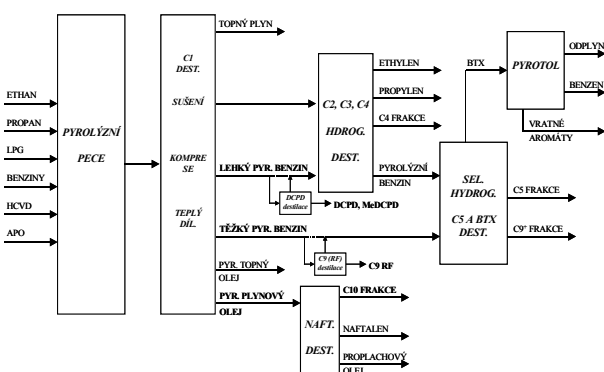 TOPNÝ PLYN
C1
DEST.
SUŠENÍ
KOMPRE
SE
TEPLÝ
DÍL.
ETHAN
PROPAN
LPG
BENZINY
HCVD
APO
PYROLÝZNÍ
PECE
LEHKÝ PYR. BENZIN
DCPD
destilace
DCPD, MeDCPD
TĚŽKÝ PYR. BENZIN
C9 (RF)
destilace
C9 RF
PYR. TOPNÝ
OLEJ
PYR. PLYNOVÝ
OLEJ
C2, C3, C4
HDROG.
DEST.
ETHYLEN
PROPYLEN
C4 FRAKCE
PYROLÝZNÍ
BENZIN
C10 FRAKCE
NAFT.
DEST.
NAFTALEN
PROPLACHOVÝ
OLEJ
BTX
SEL.
HYDROG.
C5 A BTX
DEST.
PYROTOL
ODPLYN
BENZEN
VRATNÉ
AROMÁTY
C5 FRAKCE
C9+ FRAKCE